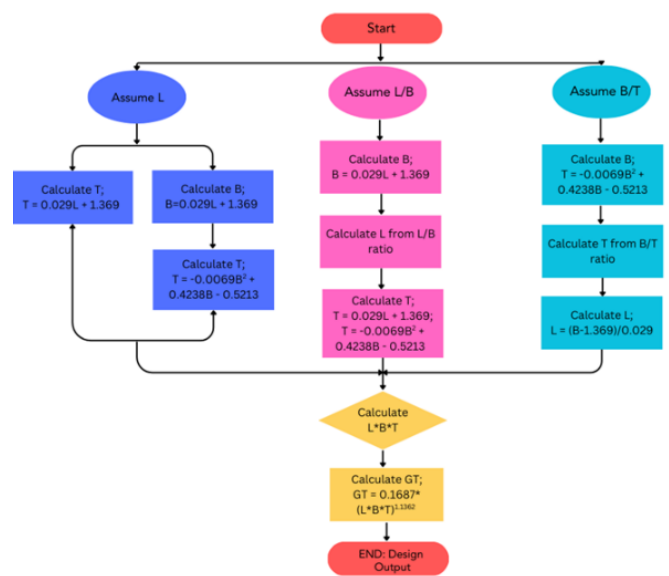 Start
Assume L
Assume L/B
Assume B/T
Calculate T;
T = 0.029L + 1.369
Calculate B;
B=0.029L + 1.369
Calculate T;
T = -0.0069B² +
0.4238B - 0.5213
Calculate B;
B = 0.029L + 1.369
Calculate L from L/B
ratio
Calculate T;
T = 0.029L + 1.369;
T = -0.0069B² +
0.4238B - 0.5213
Calculate B;
T = -0.0069B² +
0.4238B - 0.5213
Calculate T from B/T
ratio
Calculate L;
L = (B-1.369)/0.029
Calculate
L*B*T
Calculate GT;
GT = 0.1687*
(L*B*T)¹·¹³⁶²
END: Design
Output